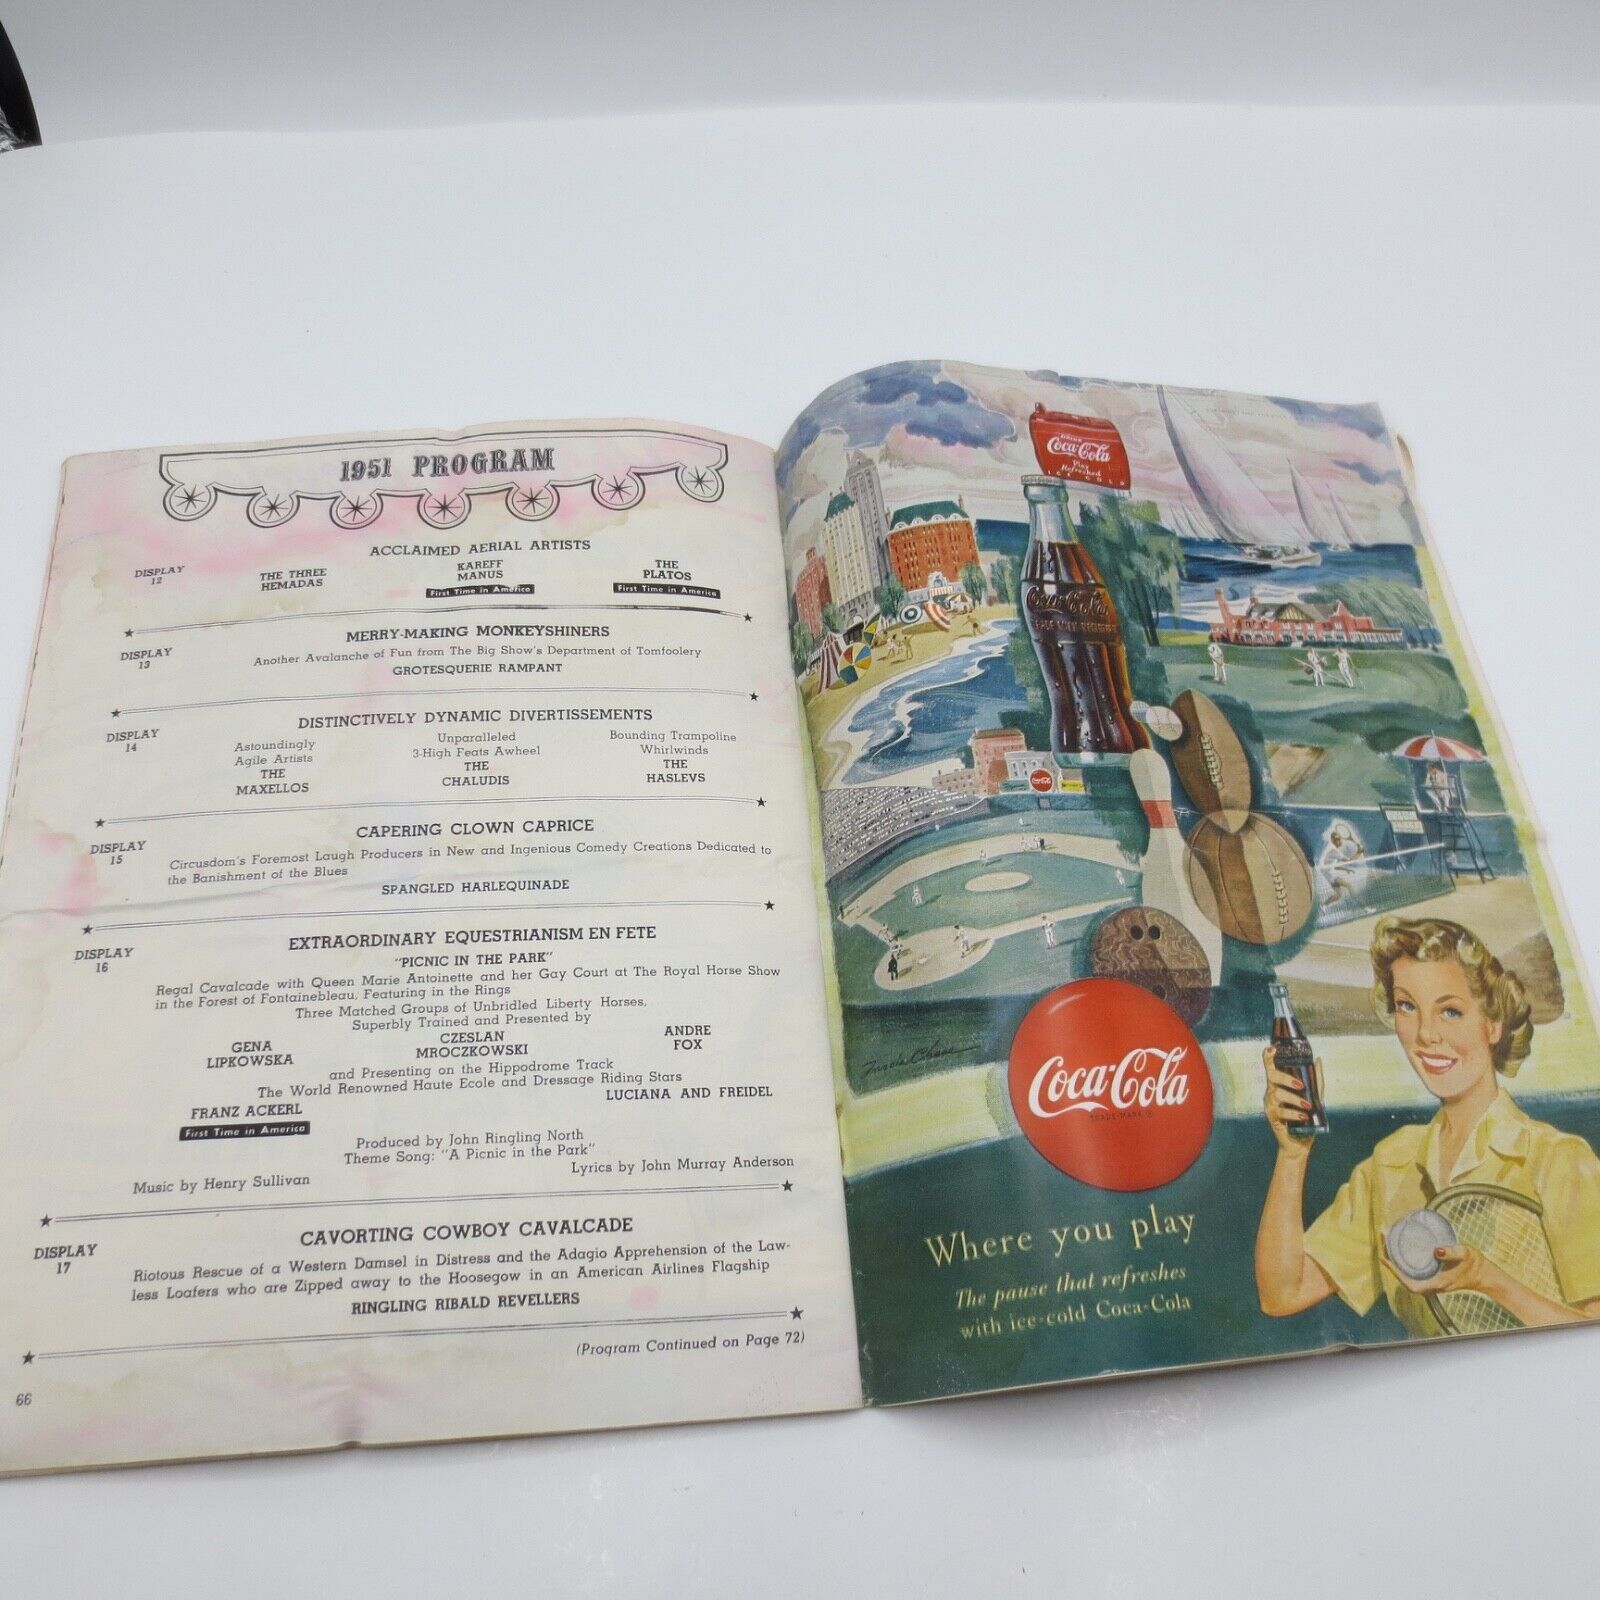 1951 PROGRAM
ACCLAIMED AERIAL ARTISTS
DISPLAY
12
THE THREE
HEMADAS
KAREFF
MANUS
First Time in America
THE
PLATOS
First Time in America
MERRY-MAKING MONKEYSHINERS
DISPLAY
13
Another Avalanche of Fun from The Big Show's Department of Tomfoolery
GROTESQUERIE RAMPANT
DISTINCTIVELY DYNAMIC DIVERTISSEMENTS
DISPLAY
14
Astoundingly
Agile Artists
THE
MAXELLOS
Unparalleled
3-High Feats Awheel
THE
CHALUDIS
Bounding Trampoline
Whirlwinds
THE
HASLEVS
CAPERING CLOWN CAPRICE
DISPLAY
15
Circusdom's Foremost Laugh Producers in New and Ingenious Comedy Creations Dedicated to
the Banishment of the Blues
SPANGLED HARLEQUINADE
EXTRAORDINARY EQUESTRIANISM EN FETE
DISPLAY
16
"PICNIC IN THE PARK"
Regal Cavalcade with Queen Marie Antoinette and her Gay Court at The Royal Horse Show
in the Forest of Fontainebleau, Featuring in the Rings
Three Matched Groups of Unbridled Liberty Horses,
Superbly Trained and Presented by
GENA
LIPKOWSKA
CZESLAN
MROCZKOWSKI
ANDRE
FOX
and Presenting on the Hippodrome Track
The World Renowned Haute Ecole and Dressage Riding Stars
FRANZ ACKERL
First Time in America
LUCIANA AND FREIDEL
Produced by John Ringling North
Theme Song: "A Picnic in the Park"
Music by Henry Sullivan
Lyrics by John Murray Anderson
CAVORTING COWBOY CAVALCADE
DISPLAY
17
Riotous Rescue of a Western Damsel in Distress and the Adagio Apprehension of the Law-
less Loafers who are Zipped away to the Hoosegow in an American Airlines Flagship
RINGLING RIBALD REVELLERS
(Program Continued on Page 72)
66
DRINK
Coca-Cola
Play
Refreshed
ICE COLD
Coca-Cola
TRADE MARK REGISTERED
Coca-Cola
TRADE-MARK ®
Where you play
The pause that refreshes
with ice-cold Coca-Cola